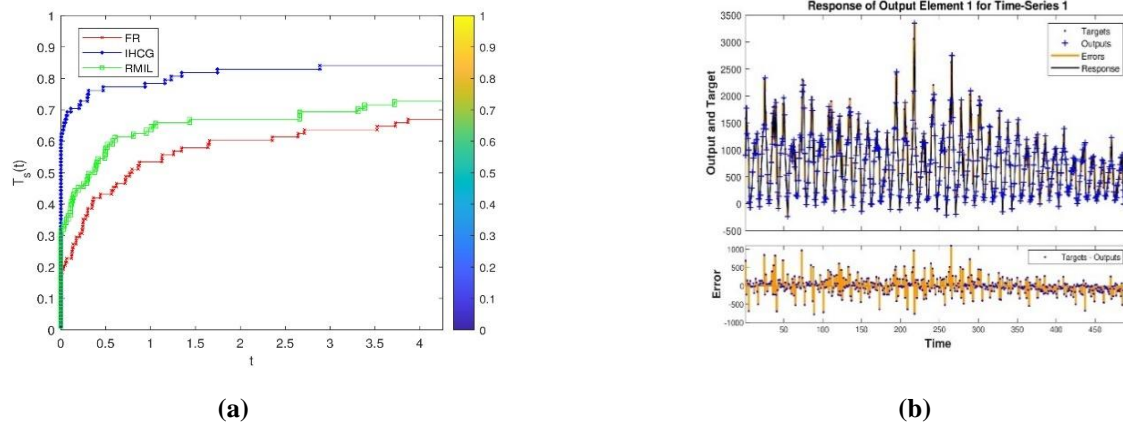 1
0.9
0.8
0.7
0.6
0.5
0.4
0.3
0.2
0.1
0
T_s(t)
FR
IHCG
RMIL
0 0.5 1 1.5 2 2.5 3 3.5 4
t
1
0.9
0.8
0.7
0.6
0.5
0.4
0.3
0.2
0.1
0
(a)
Response of Output Element 1 for Time-Series 1
3500
3000
2500
2000
1500
1000
500
0
-500
Output and Target
Targets
Outputs
Errors
Response
1000
500
0
-500
-1000
Error
Targets - Outputs
50 100 150 200 250 300 350 400 450
Time
(b)